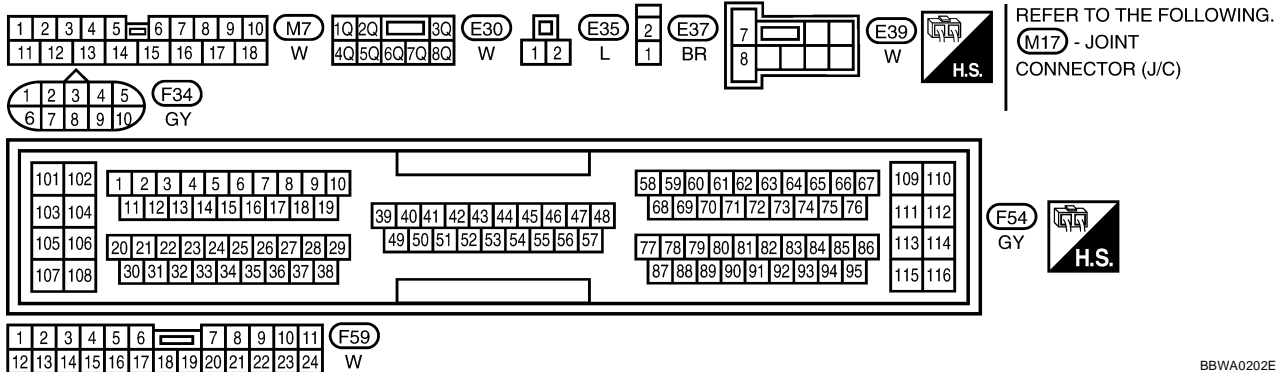 1 2 3 4 5 6 7 8 9 10 M7
11 12 13 14 15 16 17 18 W
1Q 2Q 3Q E30
4Q 5Q 6Q 7Q 8Q W
E35
1 2 L
2 E37
1 BR
7 E39
8 W
H.S.
REFER TO THE FOLLOWING.
M17 - JOINT
CONNECTOR (J/C)
1 2 3 4 5 F34
6 7 8 9 10 GY
101 102
103 104
105 106
107 108
1 2 3 4 5 6 7 8 9 10
11 12 13 14 15 16 17 18 19
20 21 22 23 24 25 26 27 28 29
30 31 32 33 34 35 36 37 38
39 40 41 42 43 44 45 46 47 48
49 50 51 52 53 54 55 56 57
58 59 60 61 62 63 64 65 66 67
68 69 70 71 72 73 74 75 76
77 78 79 80 81 82 83 84 85 86
87 88 89 90 91 92 93 94 95
109 110
111 112
113 114
115 116
F54
GY
H.S.
1 2 3 4 5 6 7 8 9 10 11 F59
12 13 14 15 16 17 18 19 20 21 22 23 24 W
BBWA0202E